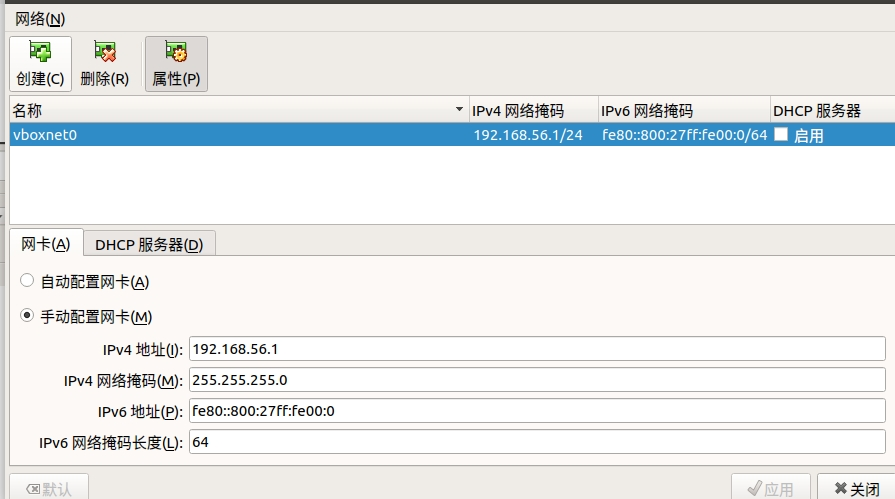 网络(N)
创建(C) 删除(R) 属性(P)
名称 IPv4 网络掩码 IPv6 网络掩码 DHCP 服务器
vboxnet0 192.168.56.1/24 fe80::800:27ff:fe00:0/64 启用
网卡(A) DHCP 服务器(D)
自动配置网卡(A)
手动配置网卡(M)
IPv4 地址(I): 192.168.56.1
IPv4 网络掩码(M): 255.255.255.0
IPv6 地址(P): fe80::800:27ff:fe00:0
IPv6 网络掩码长度(L): 64
默认 应用 关闭